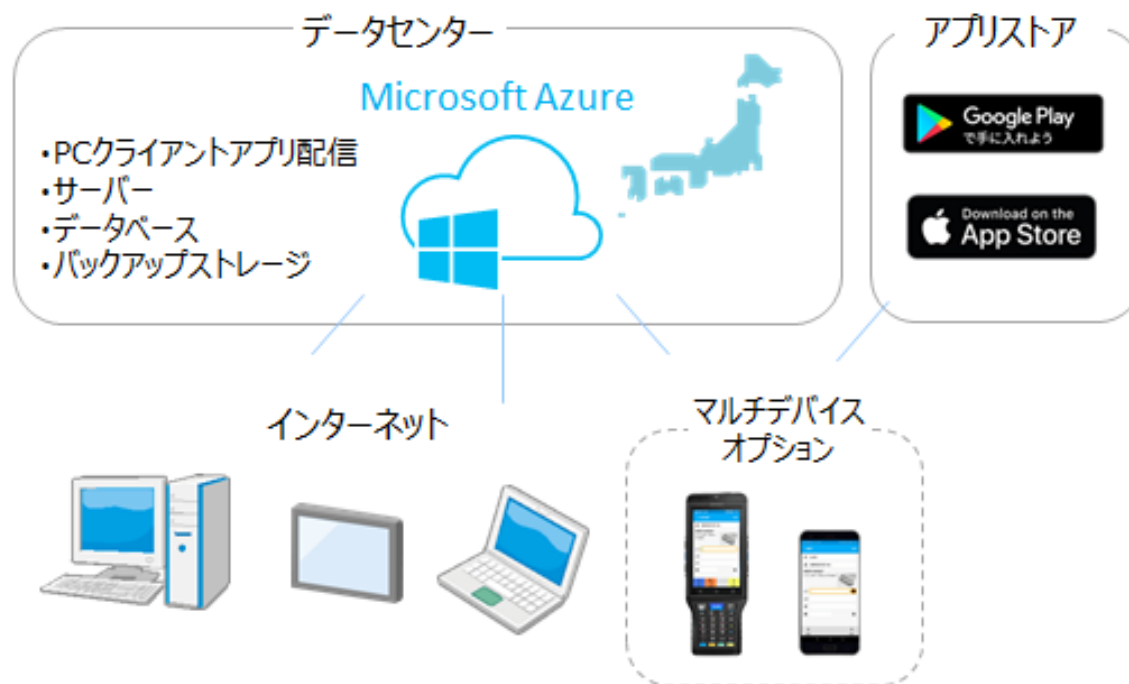 データセンター
Microsoft Azure
・PCクライアントアプリ配信
・サーバー
・データベース
・バックアップストレージ
アプリストア
Google Play
で手に入れよう
Download on the
App Store
インターネット
マルチデバイス
オプション